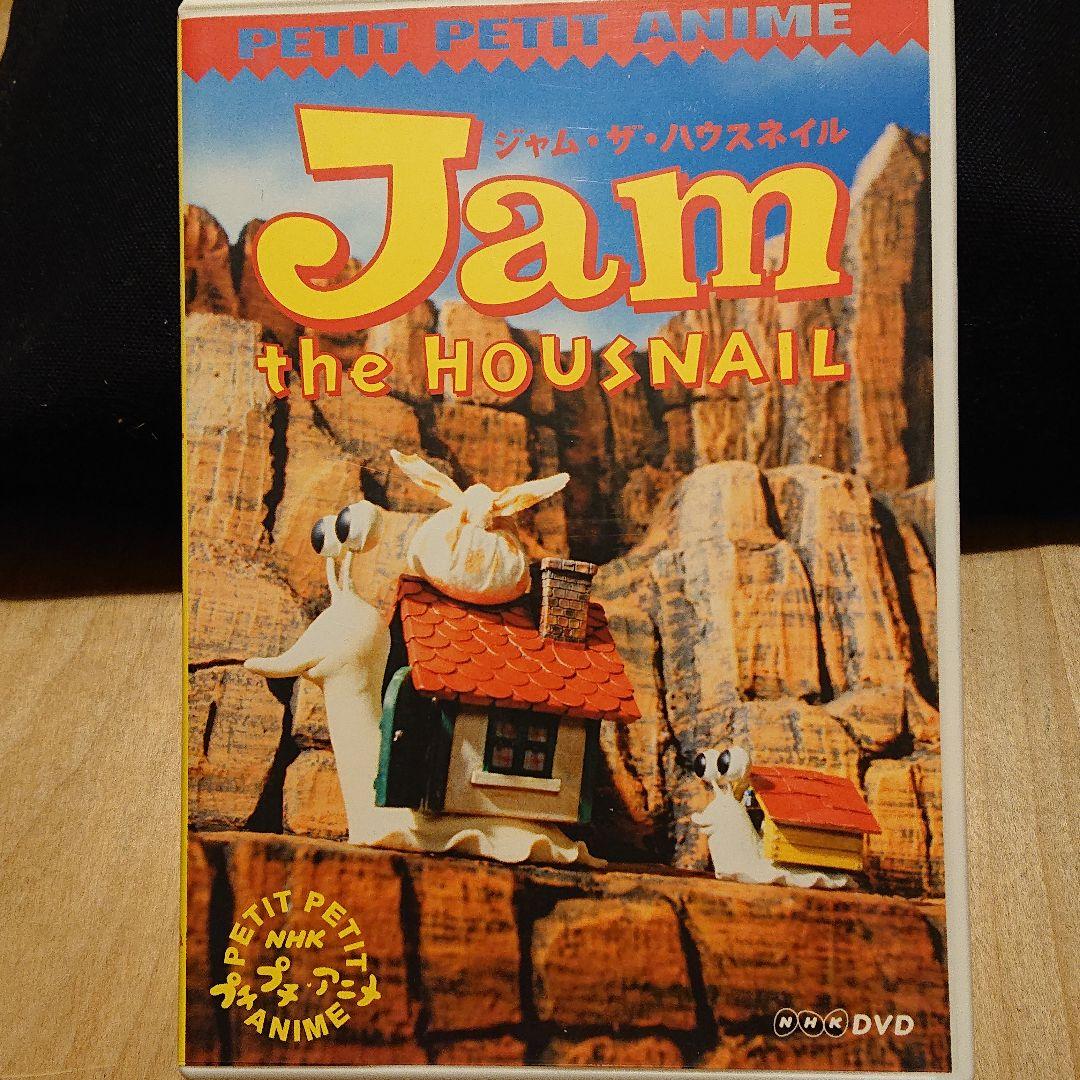 PETIT PETIT ANIME
ジャム・ザ・ハウスネイル
Jam
the HOUSNAIL
PETIT PETIT
NHK
プチプチ・アニメ
ANIME
NHK DVD